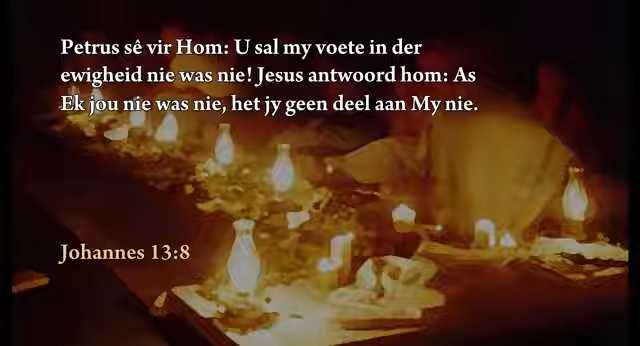 Petrus sê vir Hom: U sal my voete in der
ewigheid nie was nie! Jesus antwoord hom: As
Ek jou nie was nie, het jy geen deel aan My nie.
Johannes 13:8